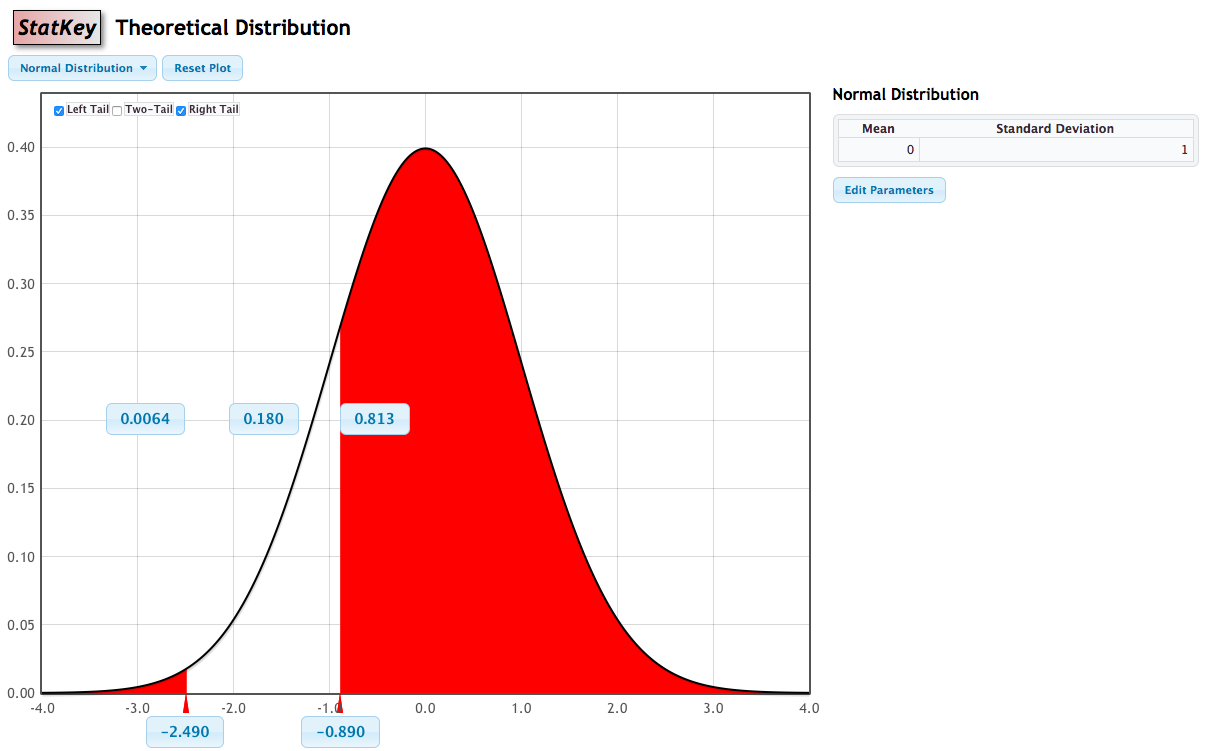 StatKey Theoretical Distribution
Normal Distribution Reset Plot
Left Tail Two-Tail Right Tail
0.40
0.35
0.30
0.25
0.20
0.15
0.10
0.05
0.00
0.0064 0.180 0.813
-4.0 -3.0 -2.0 -1.0 0.0 1.0 2.0 3.0 4.0
-2.490 -0.890
Normal Distribution
Mean Standard Deviation
0 1
Edit Parameters